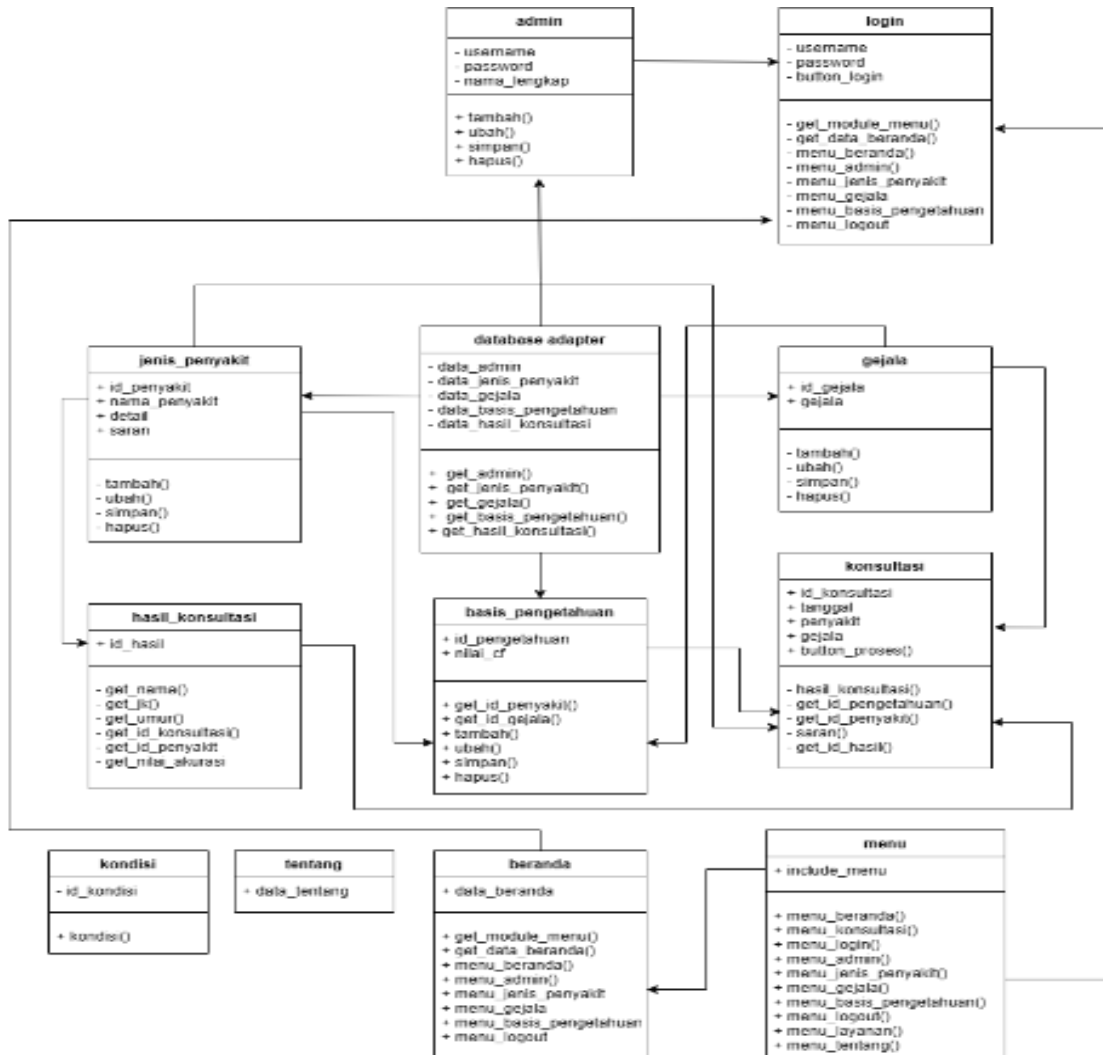 admin
- username
- password
- nama_lengkap
+ tambah()
+ ubah()
+ simpan()
+ hapus()
login
- username
- password
- button_login
- get_module_menu()
- get_data_beranda()
- menu_beranda()
- menu_admin()
- menu_jenis_penyakit
- menu_gejala
- menu_basis_pengetahuan
- menu_logout
jenis_penyakit
+ id_penyakit
+ nama_penyakit
+ detail
+ saran
- tambah()
- ubah()
- simpan()
- hapus()
database adapter
- data_admin
- data_jenis_penyakit
- data_gejala
- data_basis_pengetahuan
- data_hasil_konsultasi
+ get_admin()
+ get_jenis_penyakit()
+ get_gejala()
+ get_basis_pengetahuan()
+ get_hasil_konsultasi()
gejala
+ id_gejala
+ gejala
- tambah()
- ubah()
- simpan()
- hapus()
hasil_konsultasi
+ id_hasil
- get_nama()
- get_jk()
- get_umur()
- get_id_konsultasi()
- get_id_penyakit
- get_nilai_akurasi
basis_pengetahuan
+ id_pengetahuan
+ nilai_cf
+ get_id_penyakit()
+ get_id_gejala()
+ tambah()
+ ubah()
+ simpan()
+ hapus()
konsultasi
+ id_konsultasi
+ tanggal
+ penyakit
+ gejala
+ button_proses()
- hasil_konsultasi()
- get_id_pengetahuan()
- get_id_penyakit()
- saran()
- get_id_hasil()
kondisi
- id_kondisi
+ kondisi()
tentang
+ data_tentang
beranda
+ data_beranda
+ get_module_menu()
+ get_data_beranda()
+ menu_beranda()
+ menu_admin()
+ menu_jenis_penyakit
+ menu_gejala
+ menu_basis_pengetahuan
+ menu_logout
menu
+ include_menu
+ menu_beranda()
+ menu_konsultasi()
+ menu_login()
+ menu_admin()
+ menu_jenis_penyakit()
+ menu_gejala()
+ menu_basis_pengetahuan()
+ menu_logout()
+ menu_layanan()
+ menu_tentang()